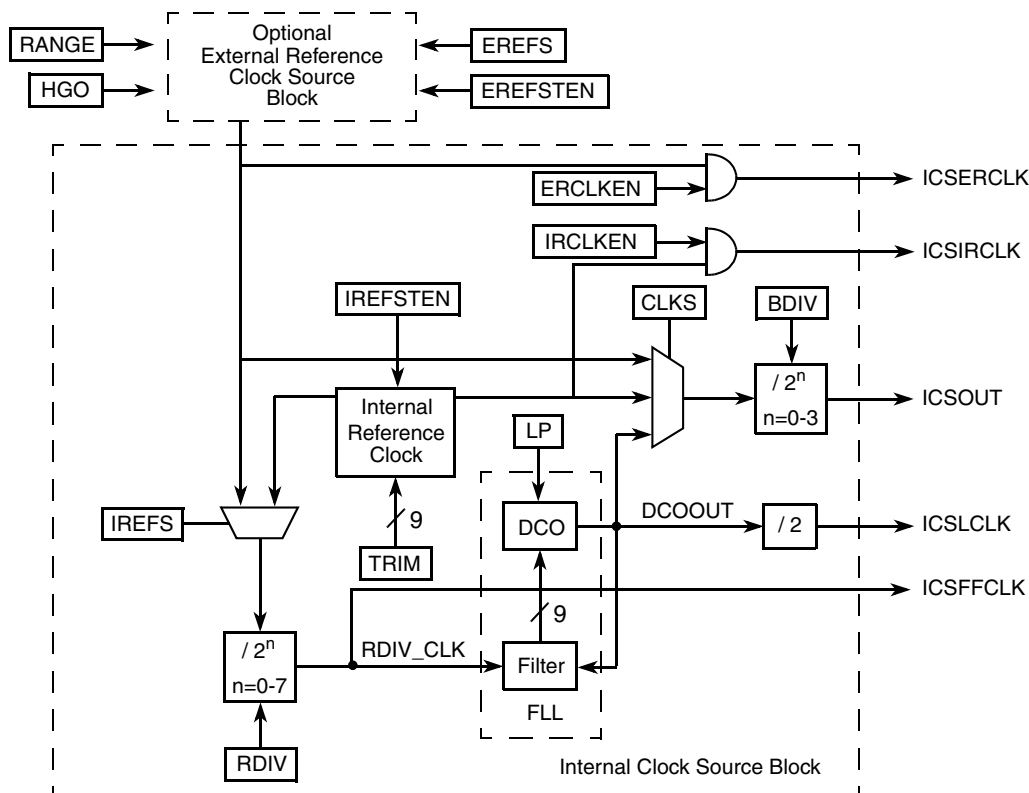 Optional
External Reference
Clock Source
Block
RANGE
HGO
EREFS
EREFSTEN
ERCLKEN
ICSERCLK
IRCLKEN
ICSIRCLK
IREFSTEN
CLKS
BDIV
Internal
Reference
Clock
/ 2n
n=0-3
ICSOUT
LP
IREFS
9
TRIM
DCO
DCOOUT
/ 2
ICSLCLK
ICSFFCLK
9
/ 2n
n=0-7
RDIV_CLK
Filter
FLL
RDIV
Internal Clock Source Block